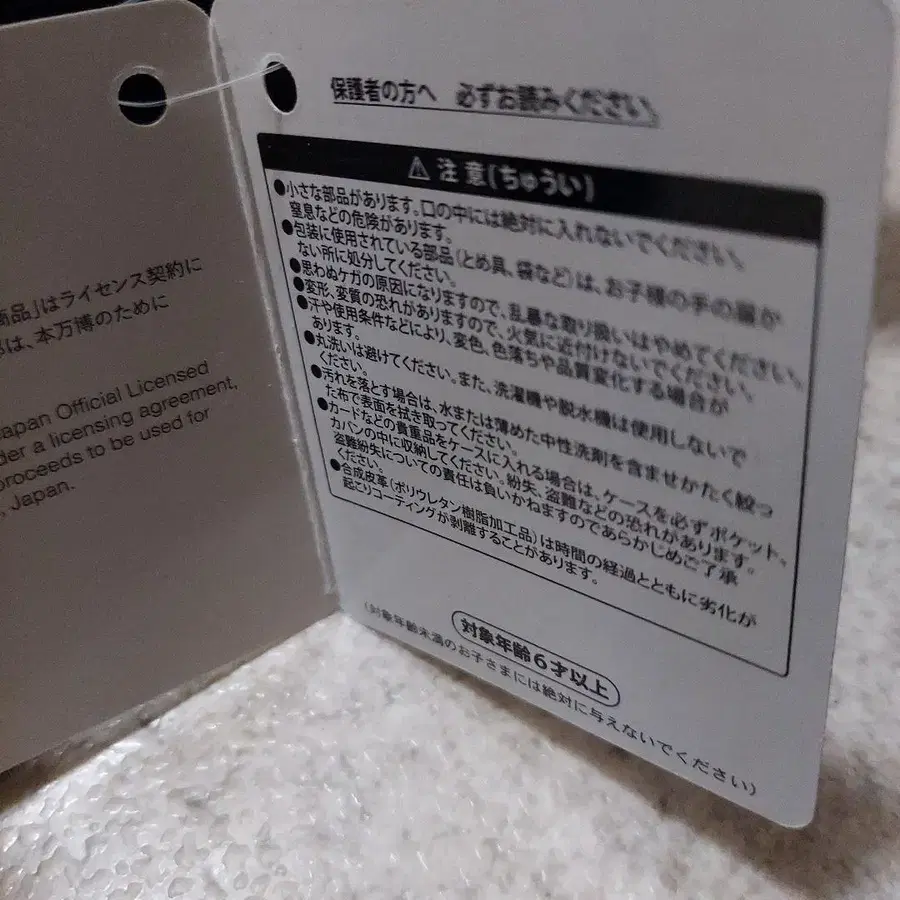 商品」はライセンス契約に
は、本万博のために
apan Official Licensed
der a licensing agreement,
proceeds to be used for
, Japan.
保護者の方へ 必ずお読みください。
⚠注意(ちゅうい)
●小さな部品があります。口の中には絶対に入れないでください。
窒息などの危険があります。
●包装に使用されている部品(とめ具、袋など)は、お子様の手の届か
ない所に処分してください。
●思わぬケガの原因になりますので、乱暴な取り扱いはやめてください。
●変形、変質の恐れがありますので、火気に近付けないでください。
●汗や使用条件などにより、変色、色落ちや品質変化する場合が
あります。
●丸洗いは避けてください。また、洗濯機や脱水機は使用しないで
ください。
●汚れを落とす場合は、水または薄めた中性洗剤を含ませかたく絞っ
た布で表面を拭き取ってください。
●カードなどの貴重品をケースに入れる場合は、ケースを必ずポケット、
カバンの中に収納してください。紛失、盗難などの恐れがあります。
盗難紛失についての責任は負いかねますのであらかじめご了承
ください。
●合成皮革(ポリウレタン樹脂加工品)は時間の経過とともに劣化が
起こりコーティングが剥離することがあります。
対象年齢6才以上
(対象年齢未満のお子さまには絶対に与えないでください)